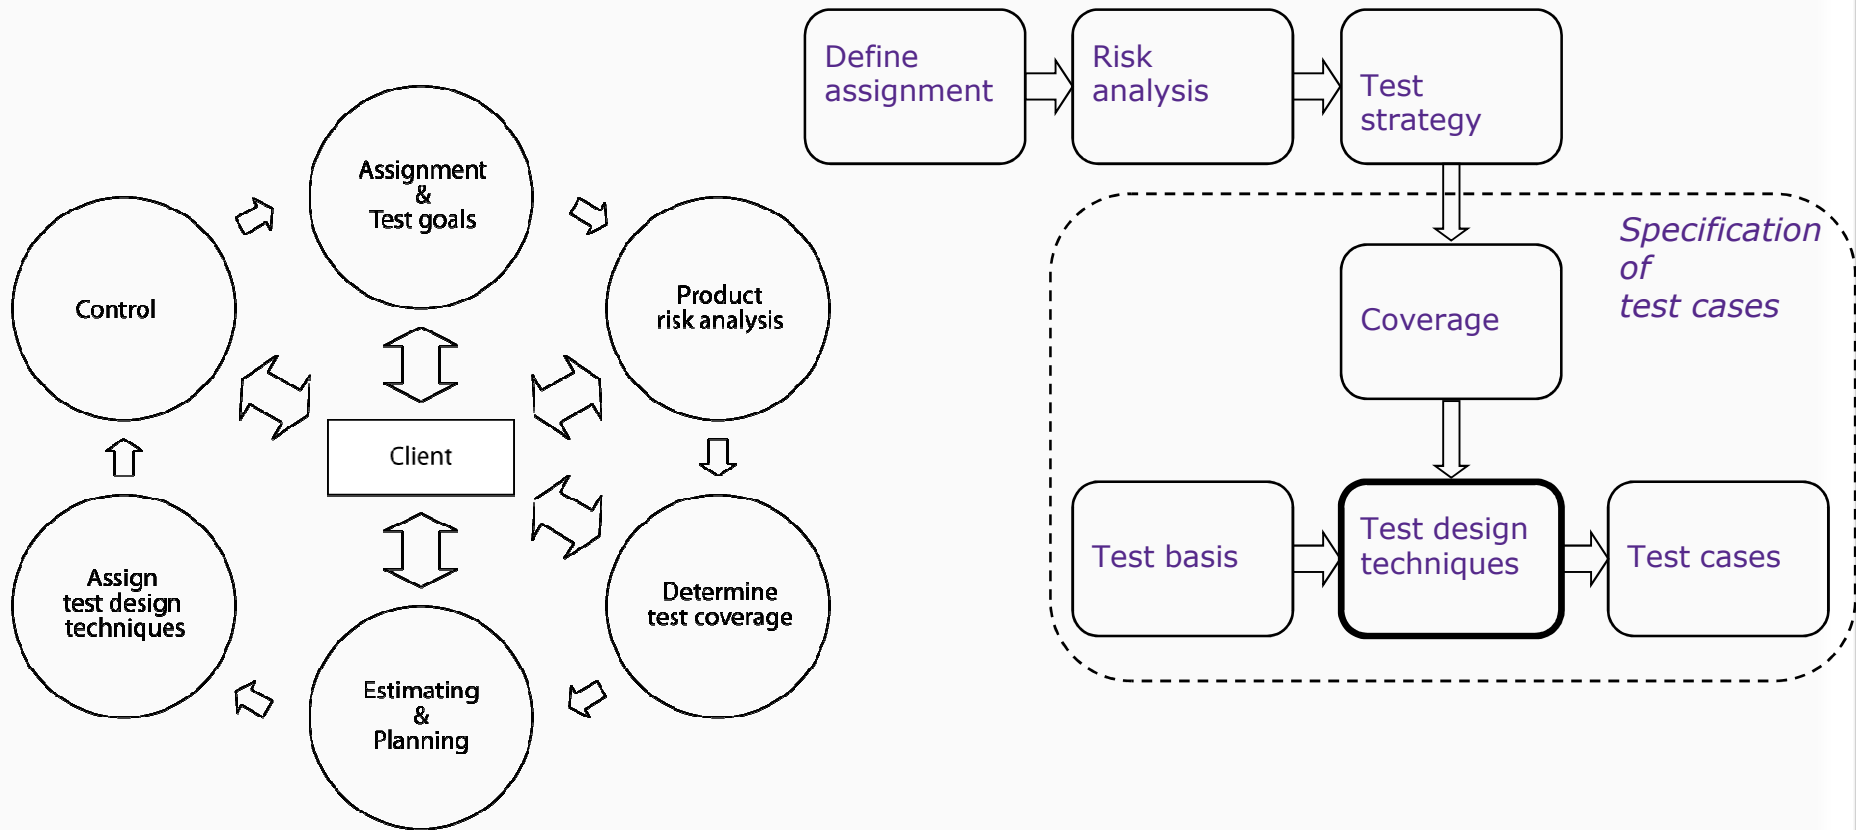 Assignment
&
Test goals
Control
Product
risk analysis
Client
Assign
test design
techniques
Determine
test coverage
Estimating
&
Planning
Define
assignment
Risk
analysis
Test
strategy
Specification
of
test cases
Coverage
Test basis
Test design
techniques
Test cases